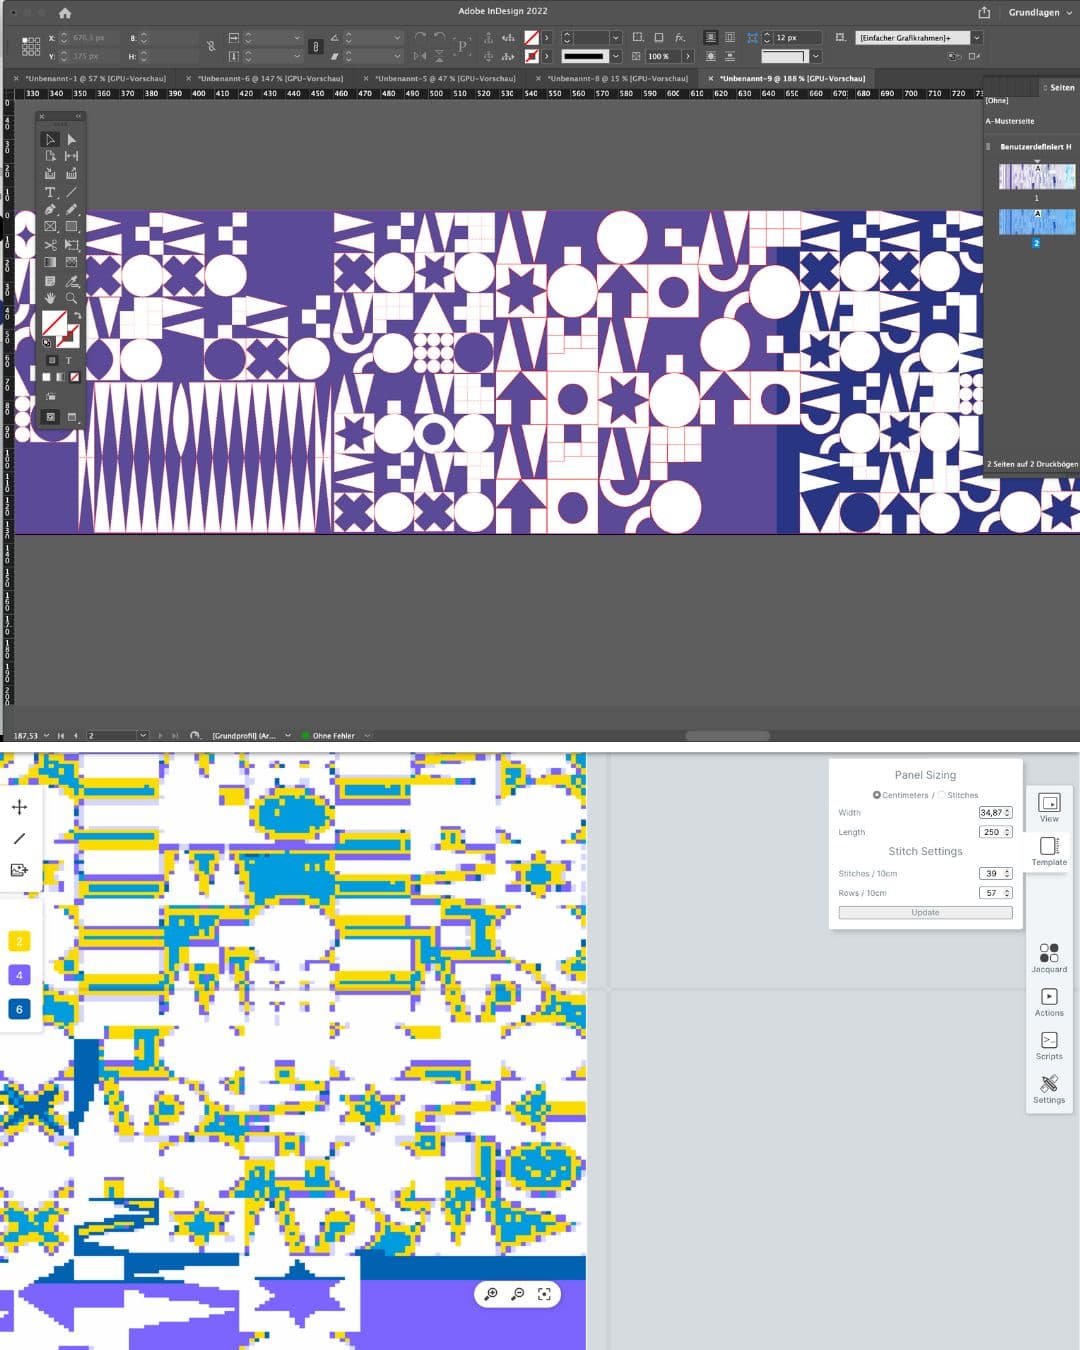 Adobe InDesign 2022
Grundlagen
X: 676,3 px
B:
12 px
[Einfacher Grafikrahmen]+
Y: 175 px
H:
100 %
*Unbenannt-1 @ 57 % [GPU-Vorschau]
*Unbenannt-6 @ 147 % [GPU-Vorschau]
*Unbenannt-5 @ 47 % [GPU-Vorschau]
*Unbenannt-8 @ 15 % [GPU-Vorschau]
*Unbenannt-9 @ 188 % [GPU-Vorschau]
Seiten
330 340 350 360 370 380 390 400 410 420 430 440 450 460 470 480 490 500 510 520 530 540 550 560 570 580 590 600 610 620 630 640 650 660 670 680 690 700 710 720
[Ohne]
A-Musterseite
Benutzerdefiniert H
A
1
A
2
2 Seiten auf 2 Druckbögen
187,53
2
[Grundprofil] (Ar...
Ohne Fehler
Panel Sizing
Centimeters / Stitches
Width 34,87
Length 250
Stitch Settings
Stitches / 10cm 39
Rows / 10cm 57
Update
View
Template
Jacquard
Actions
Scripts
Settings
2
4
6